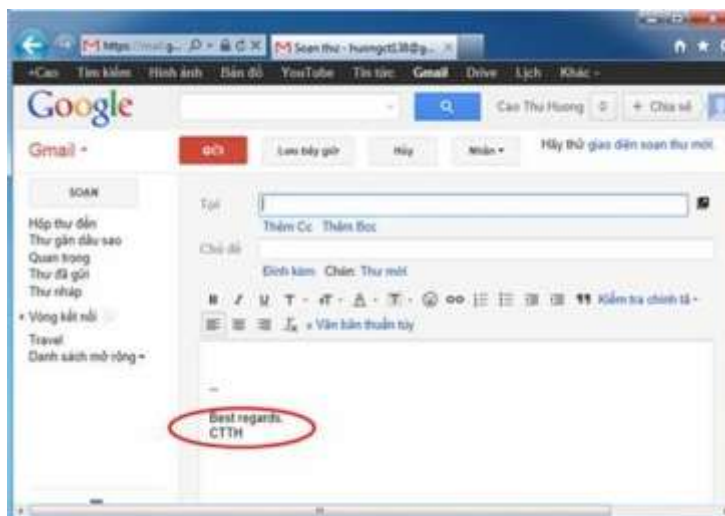 Soạn thư - huongct138@g...
+Cao Tìm kiếm Hình ảnh Bản đồ YouTube Tin tức Gmail Drive Lịch Khác
Google
Cao Thu Huong 0 + Chia sẻ
Gmail
GỬI Lưu bây giờ Hủy Nhãn Hãy thử giao diện soạn thư mới.
SOẠN
Tới
Hộp thư đến
Thêm Cc Thêm Bcc
Thư gắn dấu sao
Chủ đề
Quan trọng
Thư đã gửi
Đính kèm Chèn: Thư mời
Thư nháp
B I U T Kiểm tra chính tả
Vòng kết nối
« Văn bản thuần túy
Travel
Danh sách mở rộng
--
Best regards.
CTTH